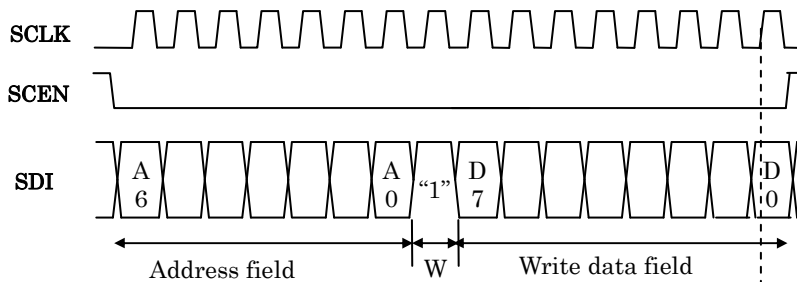 SCLK
SCEN
SDI
A 6
A 0
“1”
D 7
D 0
Address field
W
Write data field